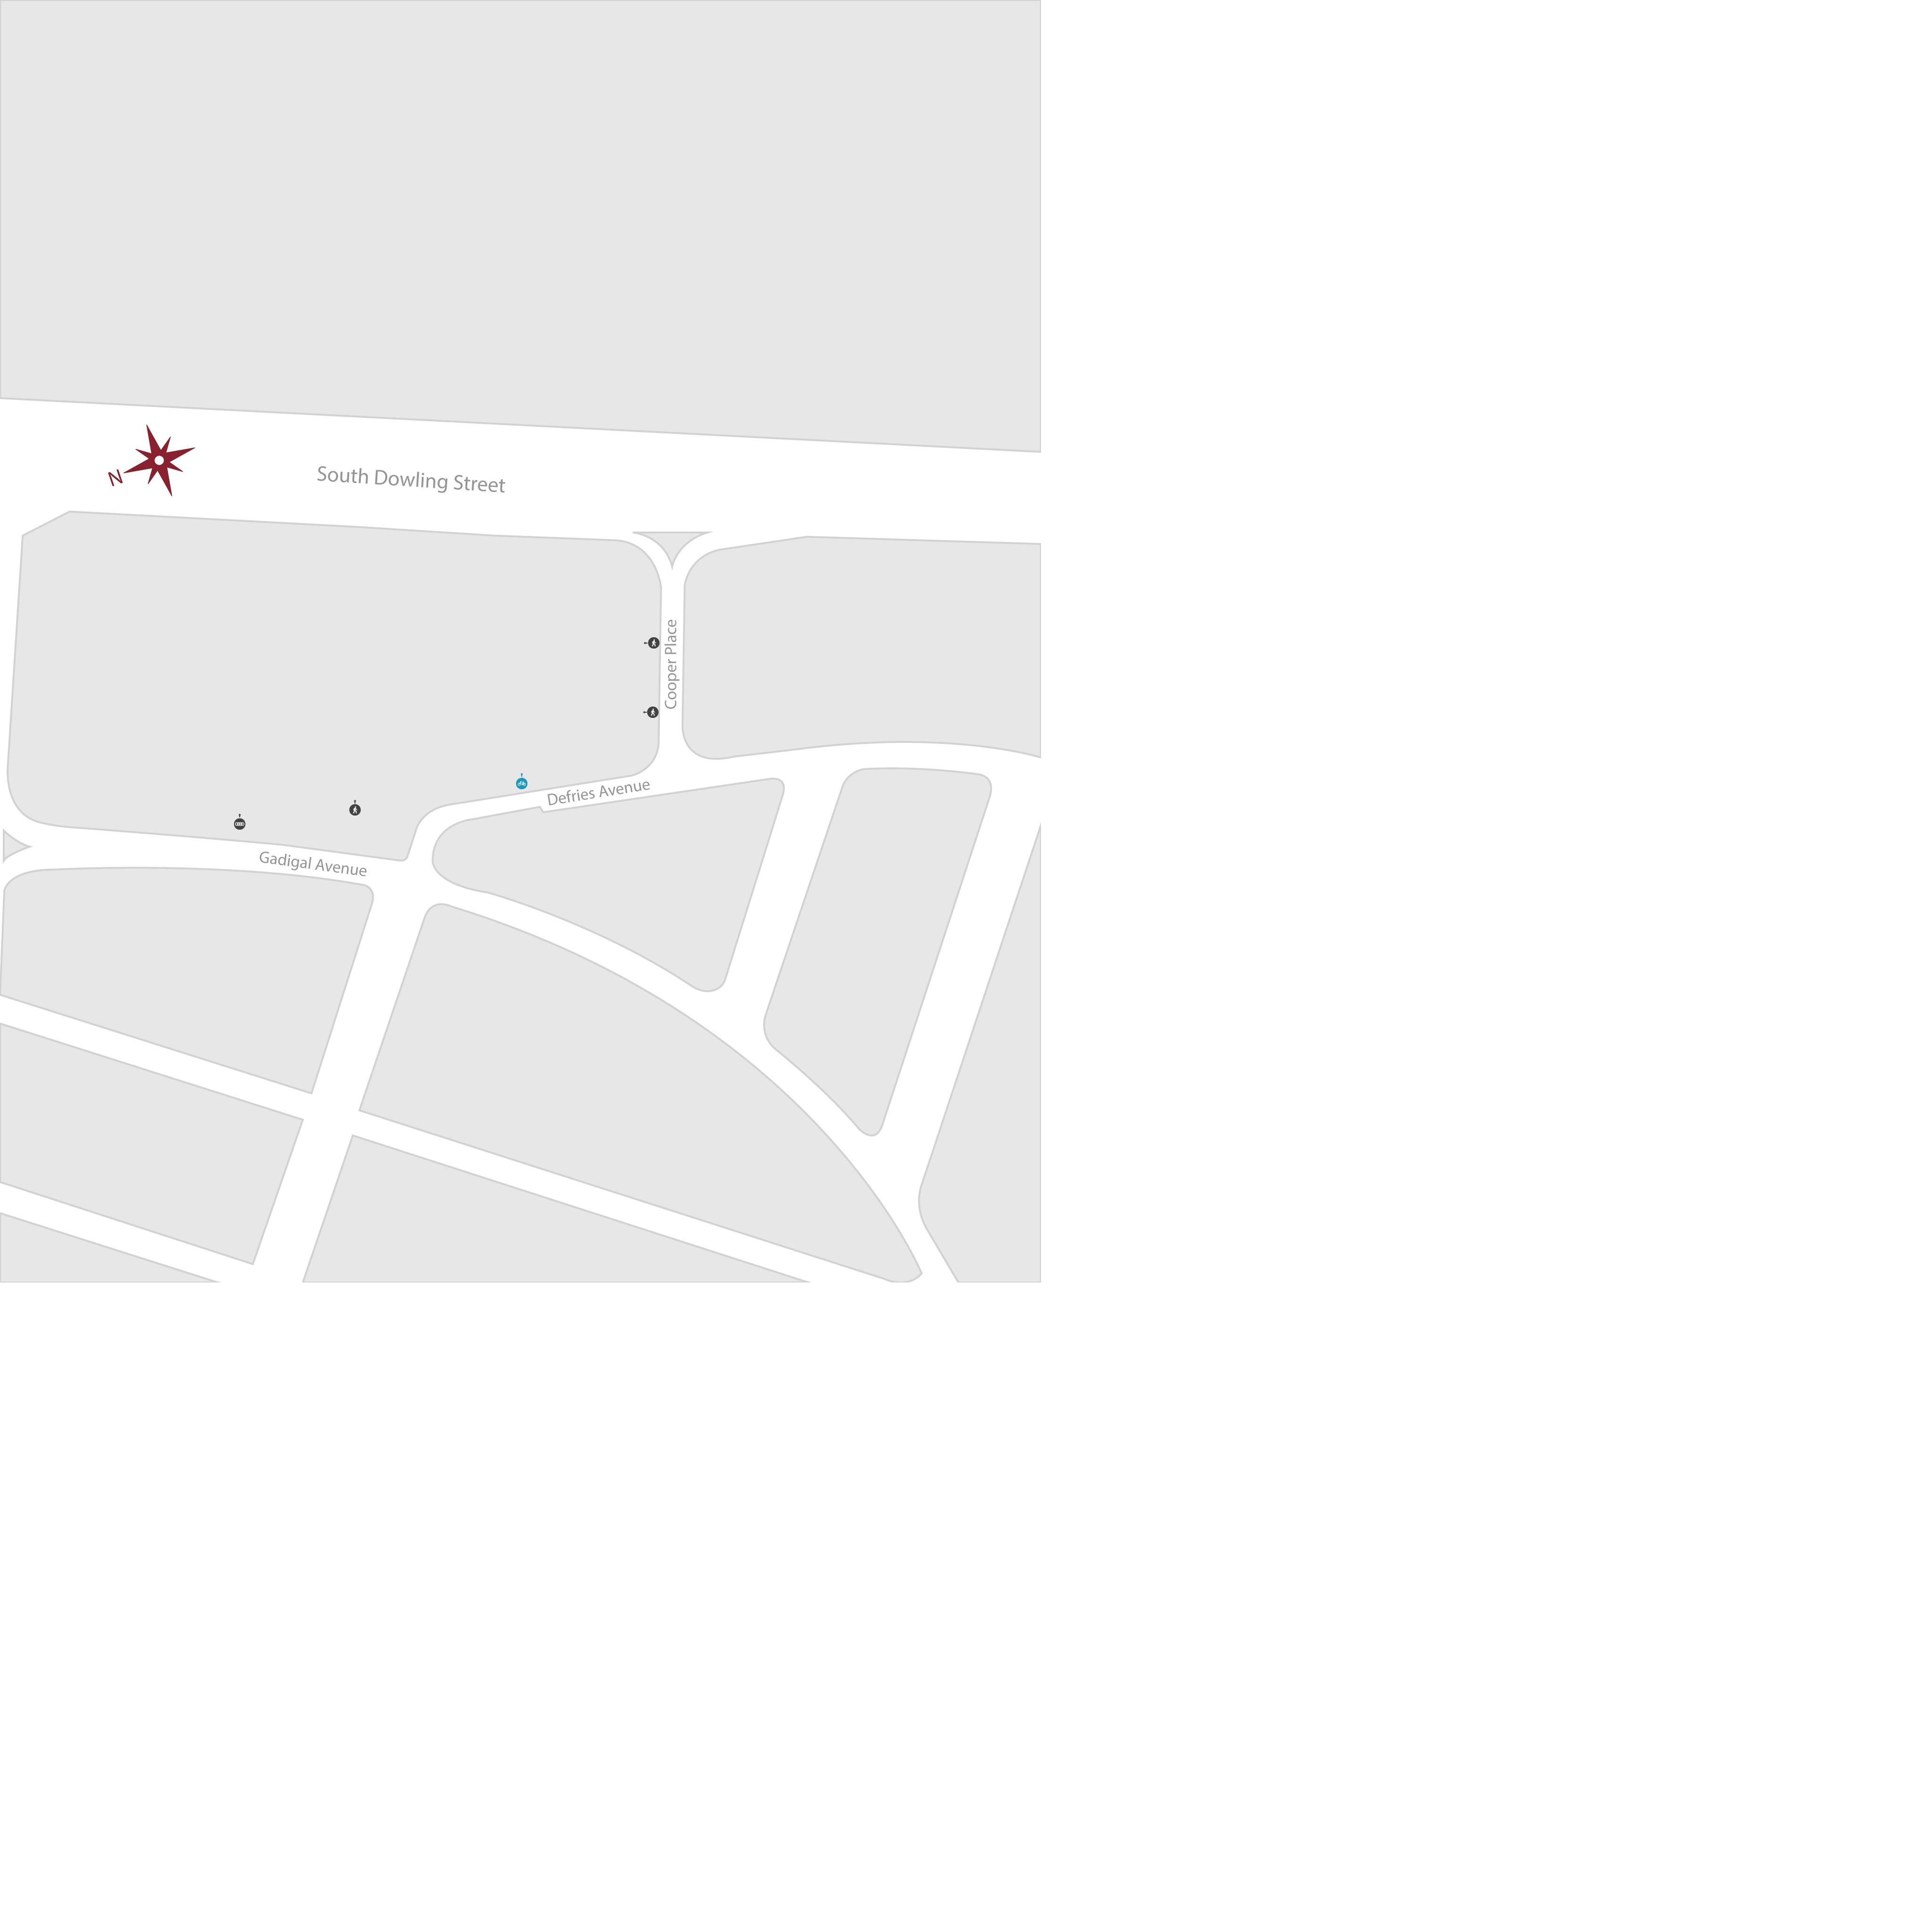 N
South Dowling Street
Cooper Place
Defries Avenue
Gadigal Avenue